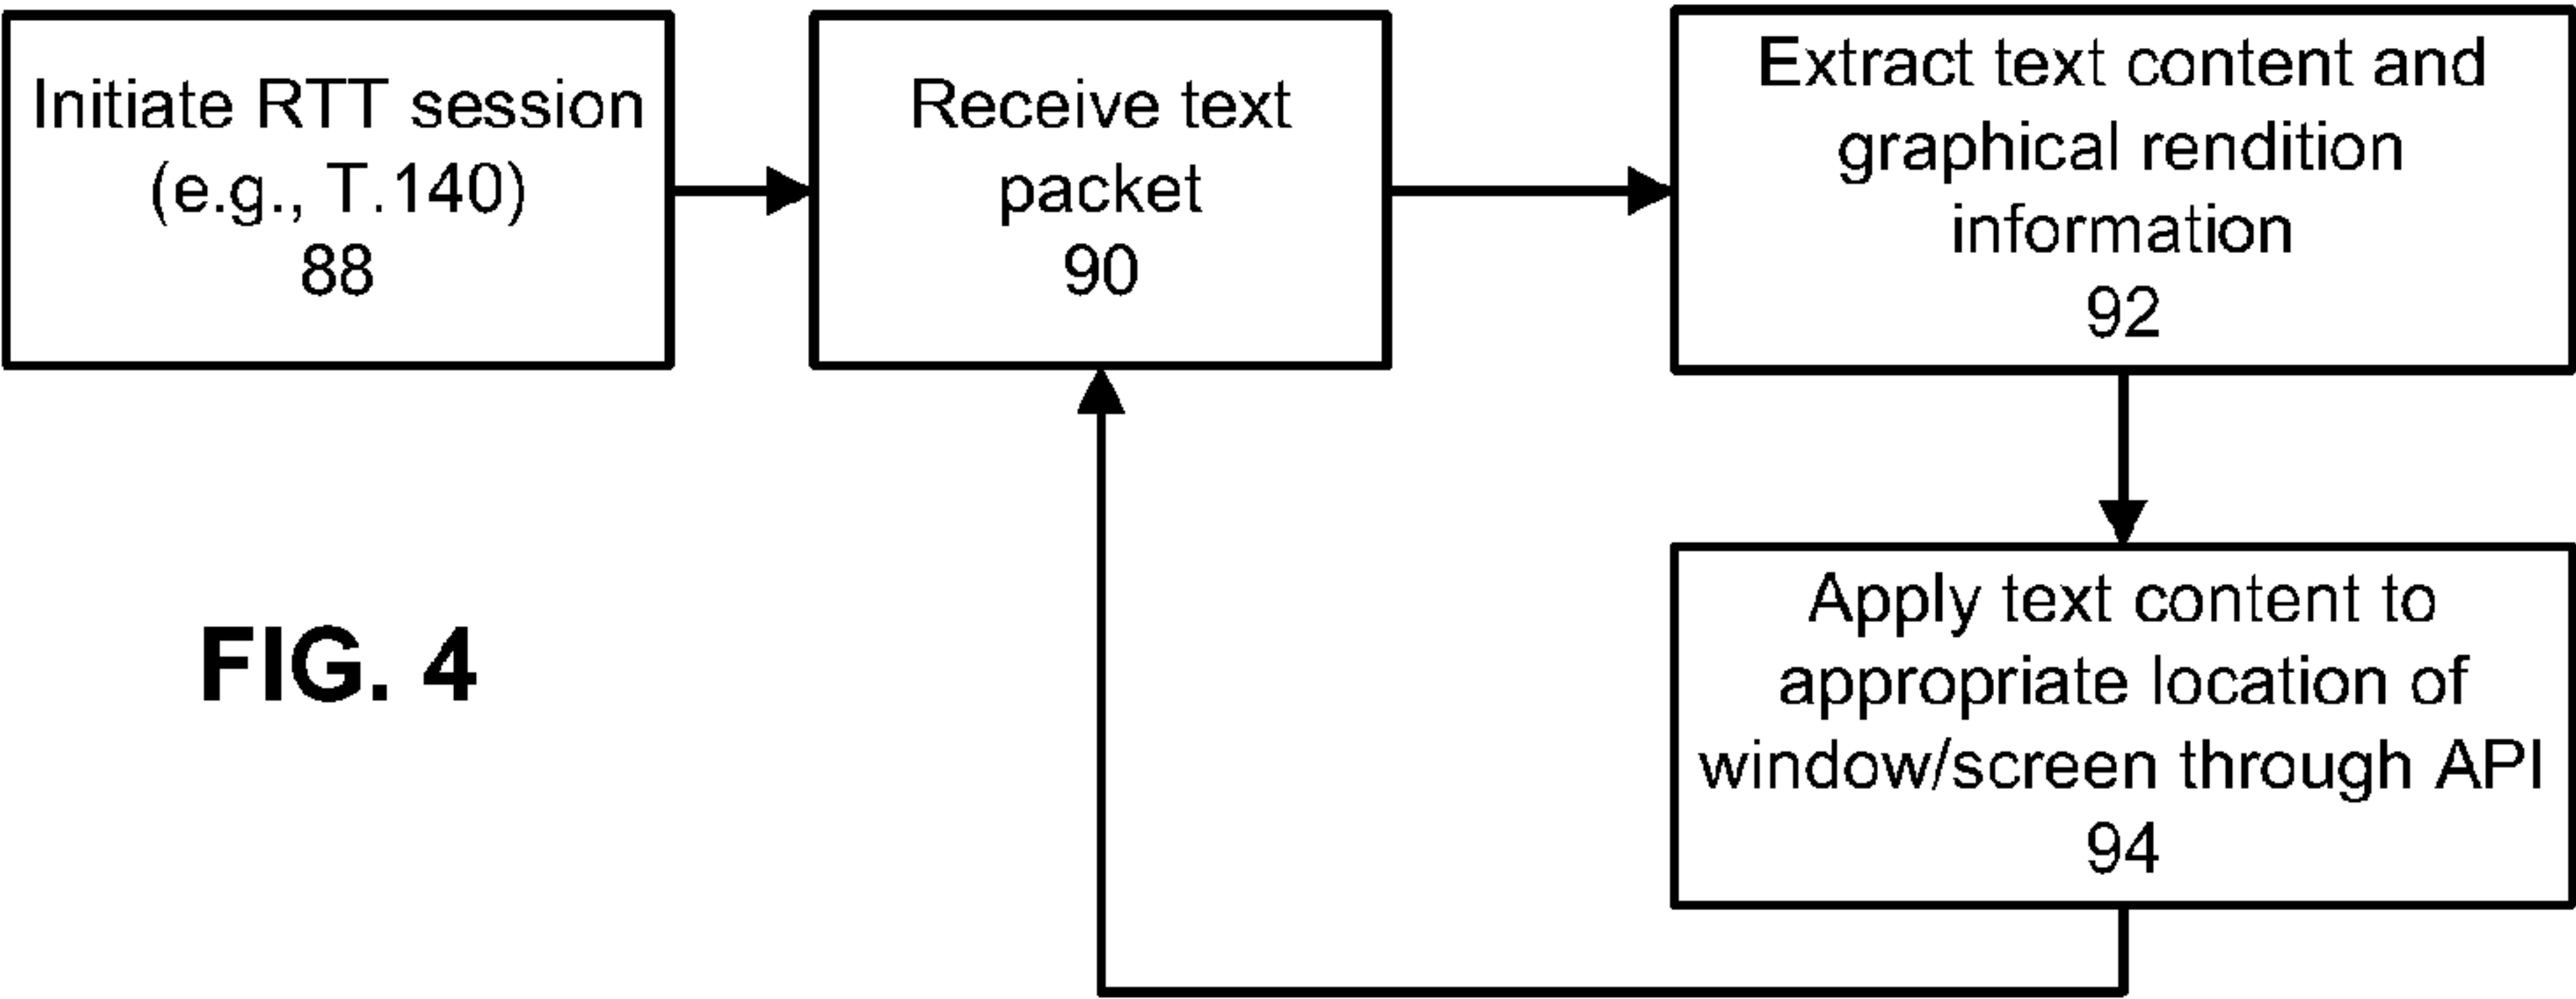 Initiate RTT session
(e.g., T.140)
88
Receive text
packet
90
Extract text content and
graphical rendition
information
92
Apply text content to
appropriate location of
window/screen through API
94
FIG. 4